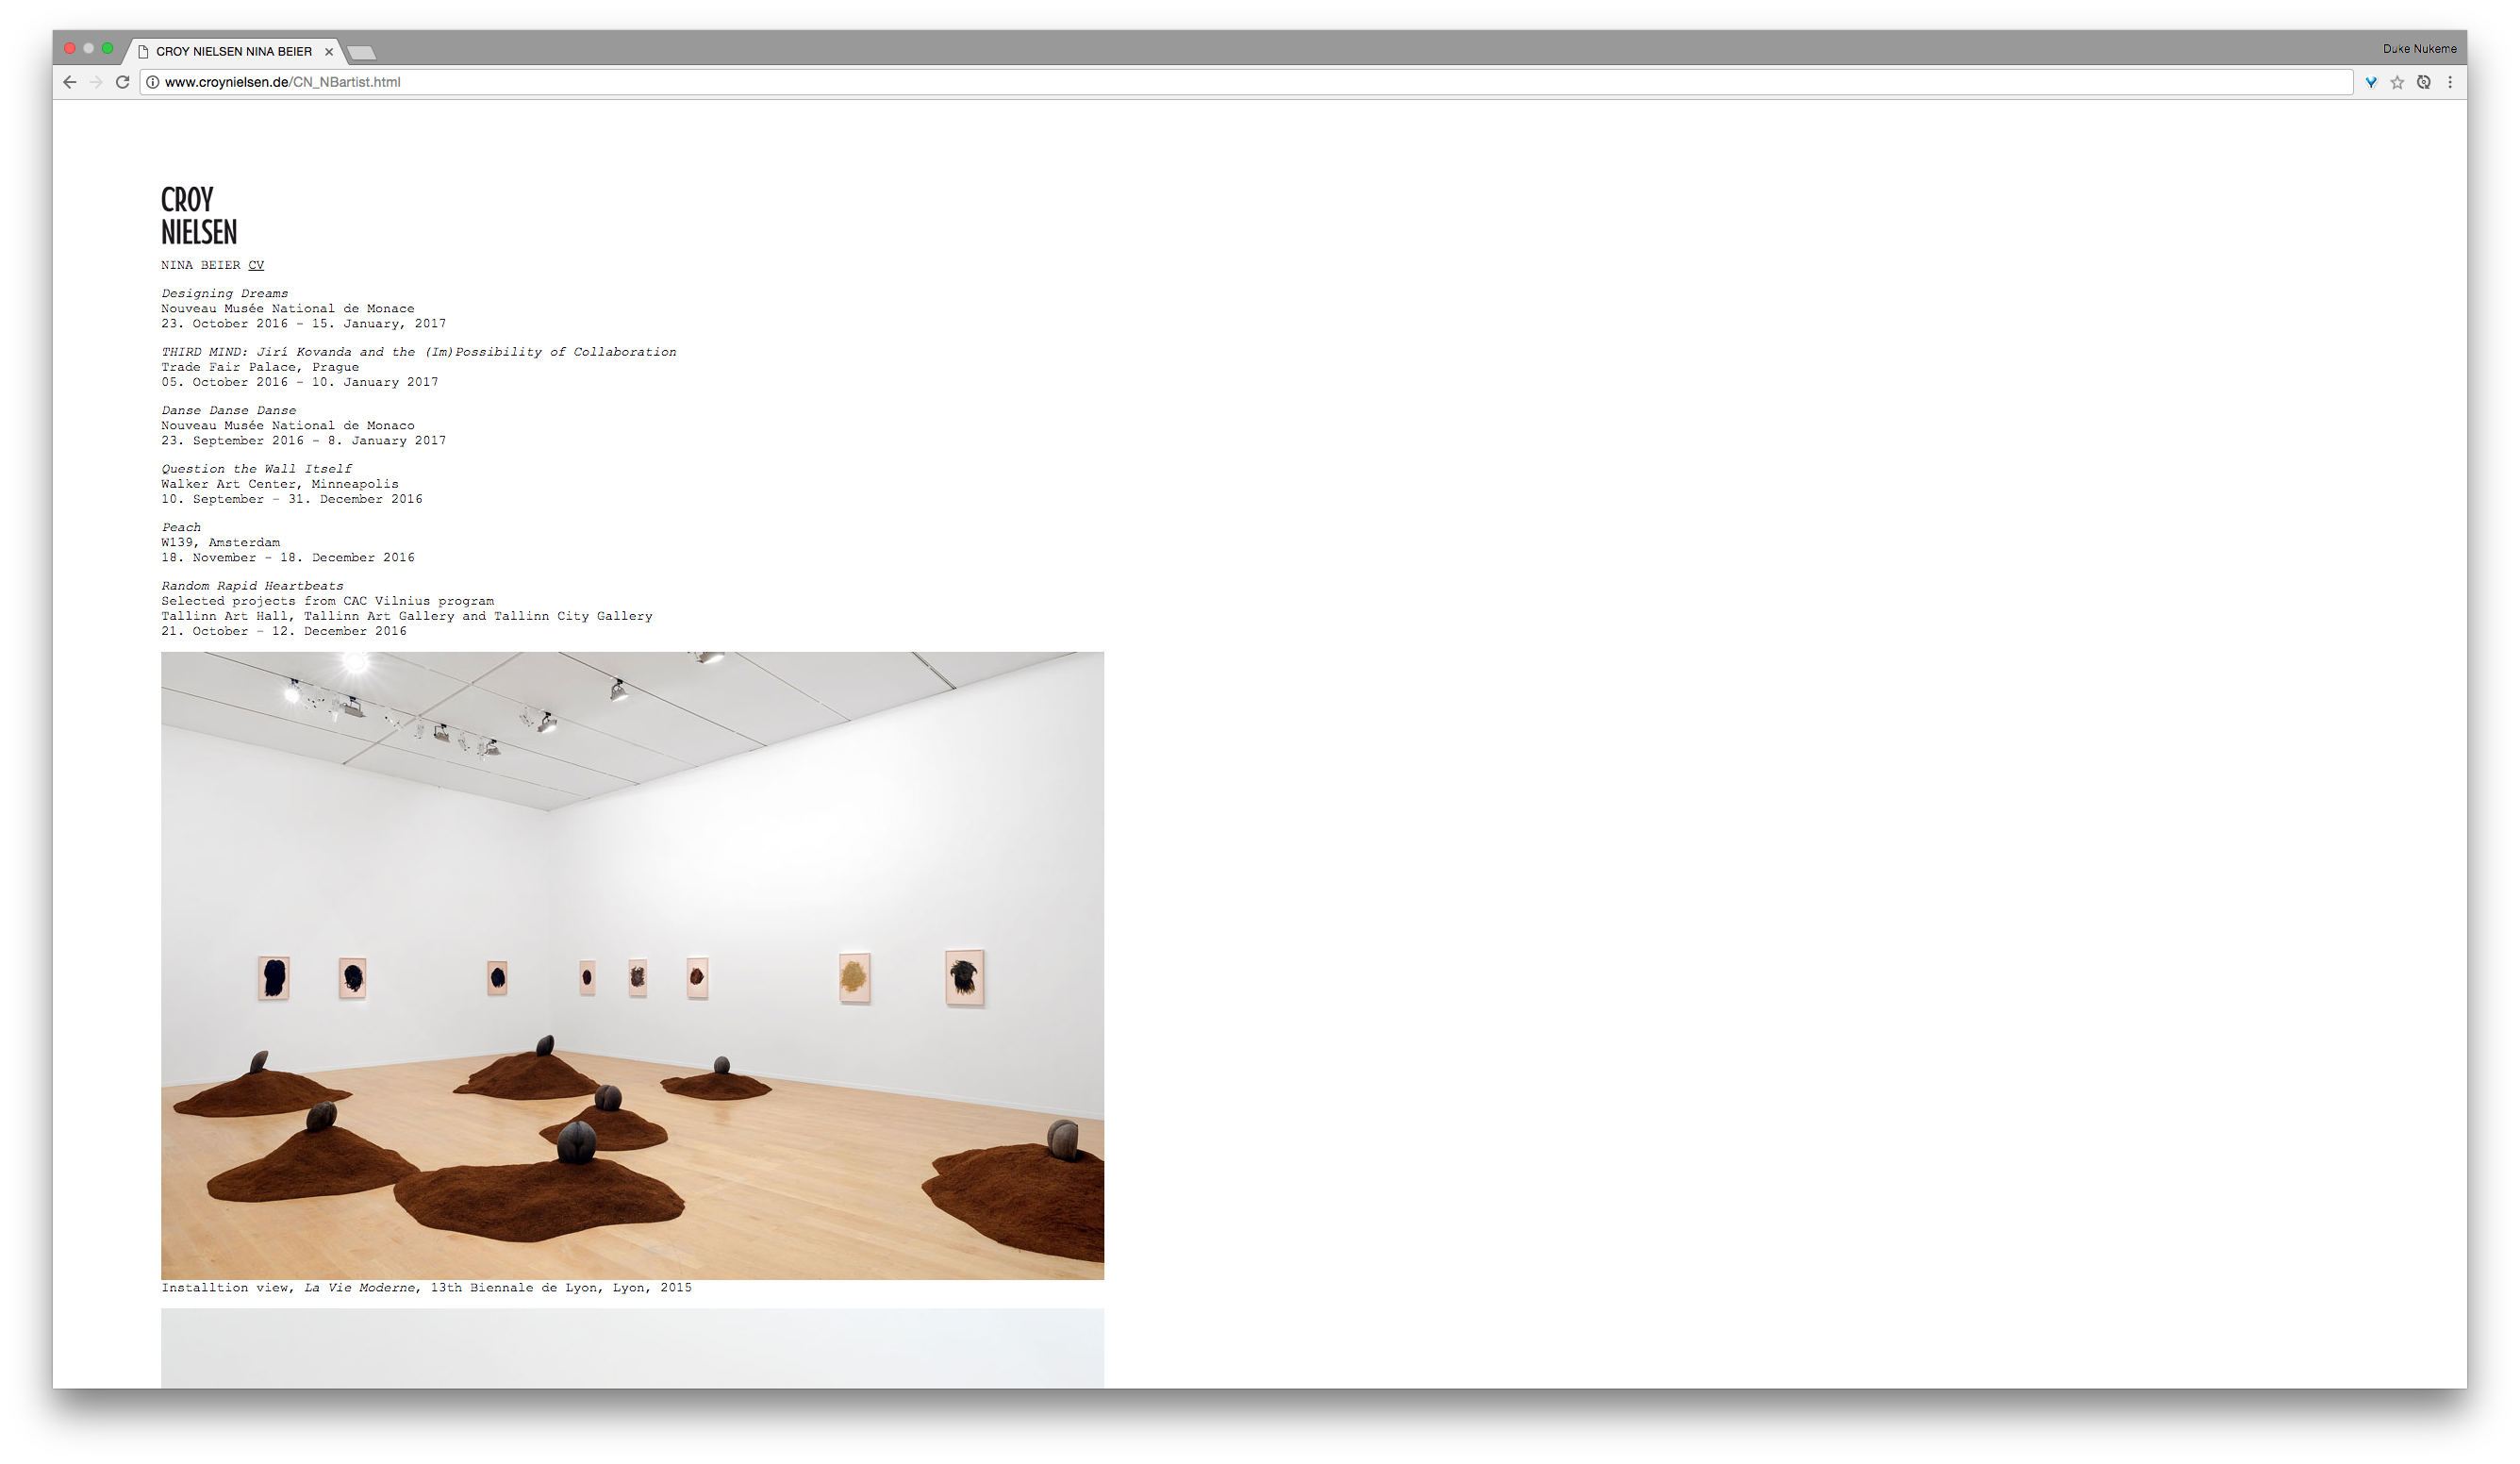 CROY NIELSEN NINA BEIER
Duke Nukeme
www.croynielsen.de/CN_NBartist.html
CROY
NIELSEN
NINA BEIER CV
Designing Dreams
Nouveau Musée National de Monace
23. October 2016 – 15. January, 2017
THIRD MIND: Jirí Kovanda and the (Im)Possibility of Collaboration
Trade Fair Palace, Prague
05. October 2016 – 10. January 2017
Danse Danse Danse
Nouveau Musée National de Monaco
23. September 2016 – 8. January 2017
Question the Wall Itself
Walker Art Center, Minneapolis
10. September – 31. December 2016
Peach
W139, Amsterdam
18. November – 18. December 2016
Random Rapid Heartbeats
Selected projects from CAC Vilnius program
Tallinn Art Hall, Tallinn Art Gallery and Tallinn City Gallery
21. October – 12. December 2016
Installtion view, La Vie Moderne, 13th Biennale de Lyon, Lyon, 2015